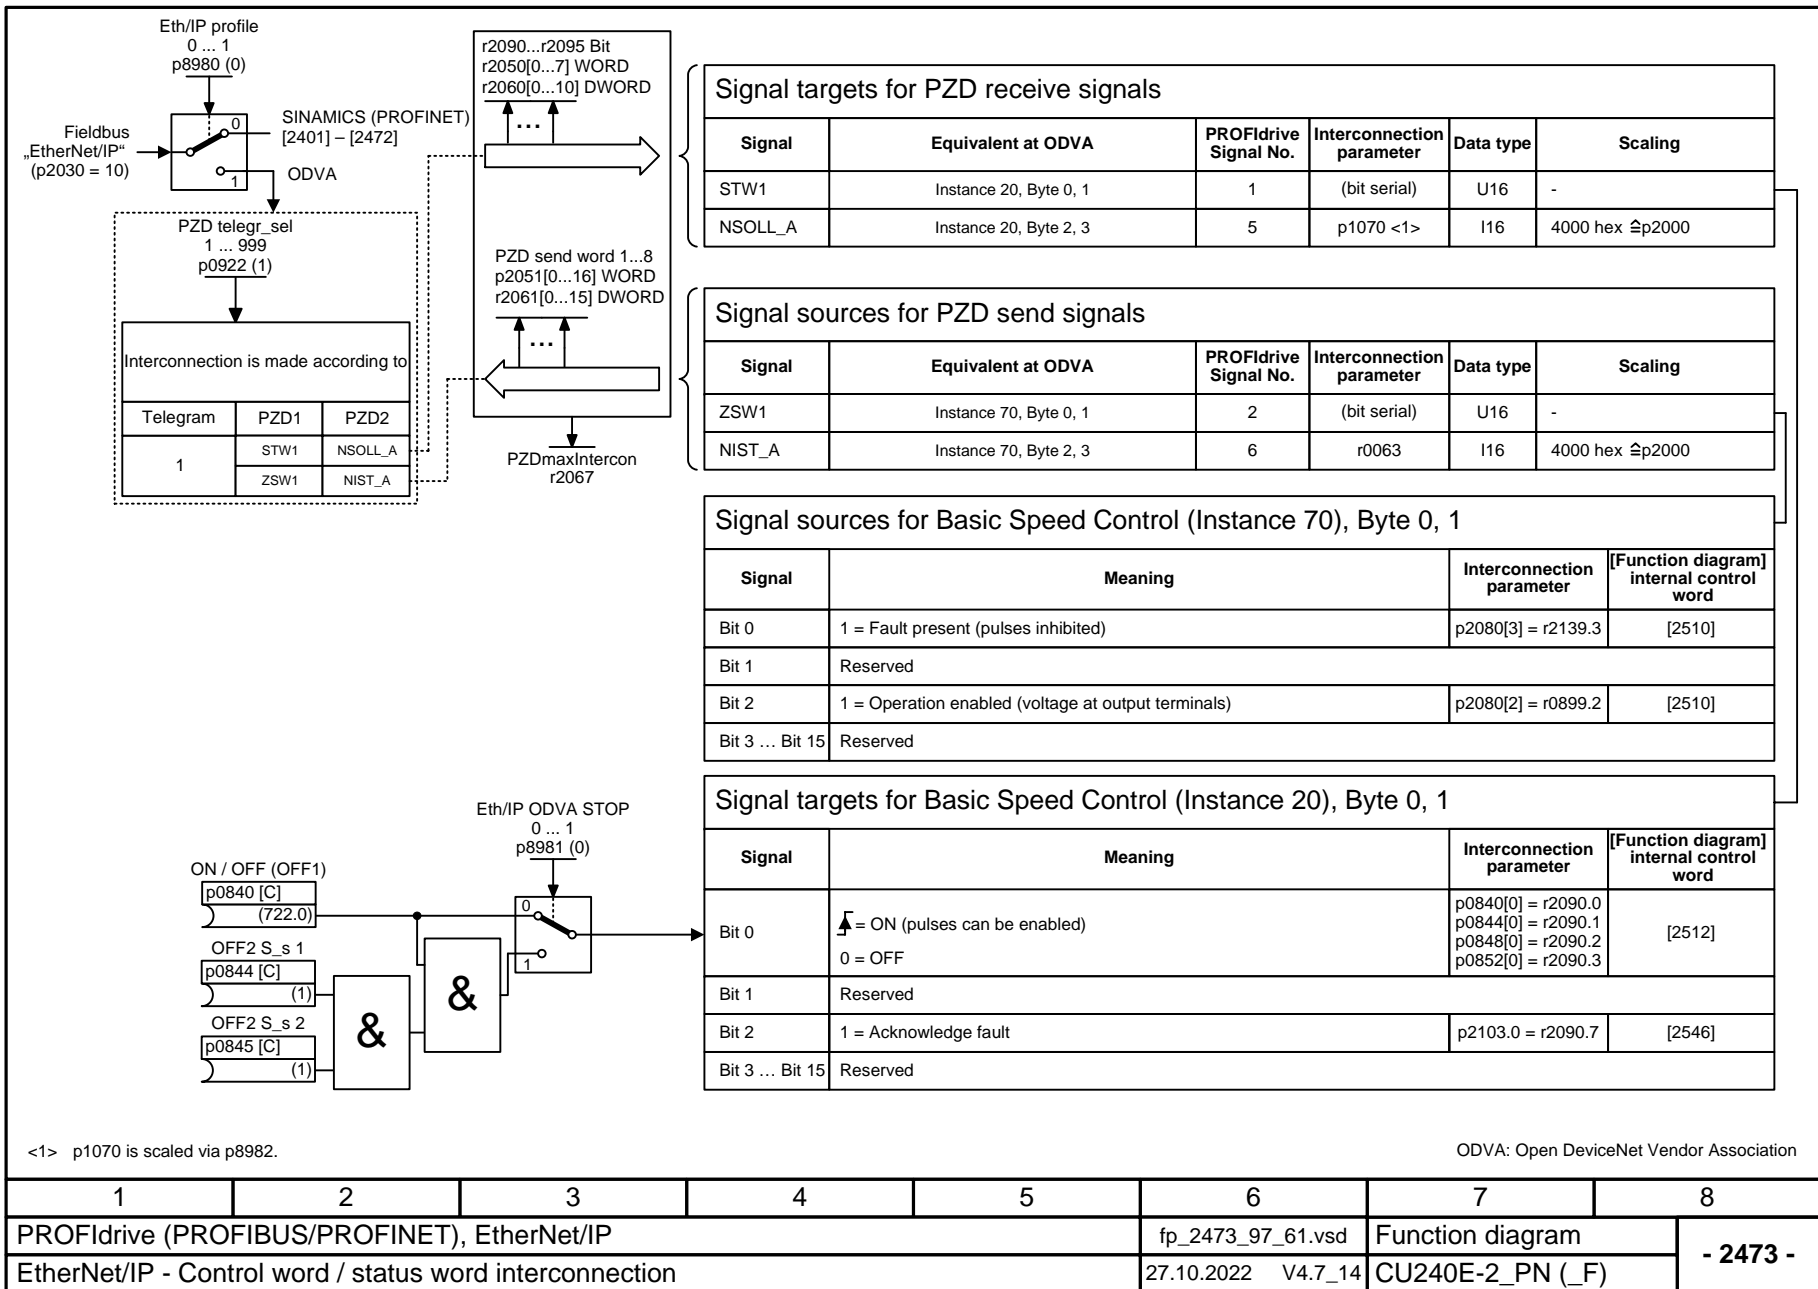 Eth/IP profile
0 ... 1
p8980 (0)
Fieldbus
„EtherNet/IP“
(p2030 = 10)
0
1
SINAMICS (PROFINET)
[2401] – [2472]
ODVA
PZD telegr_sel
1 ... 999
p0922 (1)
Interconnection is made according to
Telegram PZD1 PZD2
1 STW1 NSOLL_A
ZSW1 NIST_A
r2090...r2095 Bit
r2050[0...7] WORD
r2060[0...10] DWORD
...
PZD send word 1...8
p2051[0...16] WORD
r2061[0...15] DWORD
...
PZDmaxIntercon
r2067
Signal targets for PZD receive signals
Signal Equivalent at ODVA PROFIdrive Signal No. Interconnection parameter Data type Scaling
STW1 Instance 20, Byte 0, 1 1 (bit serial) U16 -
NSOLL_A Instance 20, Byte 2, 3 5 p1070 <1> I16 4000 hex ≙p2000
Signal sources for PZD send signals
Signal Equivalent at ODVA PROFIdrive Signal No. Interconnection parameter Data type Scaling
ZSW1 Instance 70, Byte 0, 1 2 (bit serial) U16 -
NIST_A Instance 70, Byte 2, 3 6 r0063 I16 4000 hex ≙p2000
Signal sources for Basic Speed Control (Instance 70), Byte 0, 1
Signal Meaning Interconnection parameter [Function diagram] internal control word
Bit 0 1 = Fault present (pulses inhibited) p2080[3] = r2139.3 [2510]
Bit 1 Reserved
Bit 2 1 = Operation enabled (voltage at output terminals) p2080[2] = r0899.2 [2510]
Bit 3 … Bit 15 Reserved
Signal targets for Basic Speed Control (Instance 20), Byte 0, 1
Signal Meaning Interconnection parameter [Function diagram] internal control word
Bit 0 = ON (pulses can be enabled)
0 = OFF
p0840[0] = r2090.0
p0844[0] = r2090.1
p0848[0] = r2090.2
p0852[0] = r2090.3
[2512]
Bit 1 Reserved
Bit 2 1 = Acknowledge fault p2103.0 = r2090.7 [2546]
Bit 3 … Bit 15 Reserved
Eth/IP ODVA STOP
0 ... 1
p8981 (0)
0
1
ON / OFF (OFF1)
p0840 [C]
(722.0)
OFF2 S_s 1
p0844 [C]
(1)
OFF2 S_s 2
p0845 [C]
(1)
&
&
<1> p1070 is scaled via p8982.
ODVA: Open DeviceNet Vendor Association
1 2 3 4 5 6 7 8
PROFIdrive (PROFIBUS/PROFINET), EtherNet/IP fp_2473_97_61.vsd Function diagram
- 2473 -
EtherNet/IP - Control word / status word interconnection 27.10.2022 V4.7_14 CU240E-2_PN (_F)